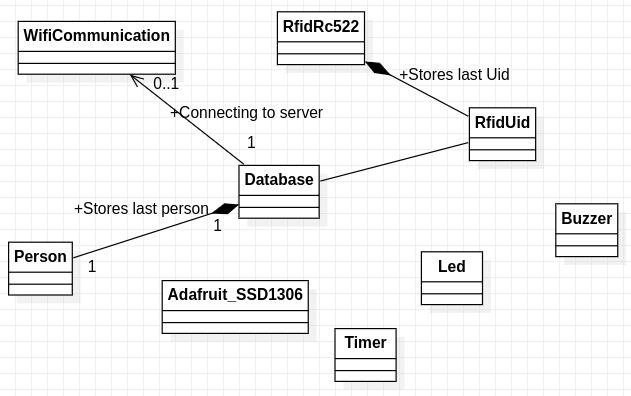 RfidRc522
WifiCommunication
+Stores last Uid
0..1
+Connecting to server
RfidUid
1
Database
+Stores last person
1
Buzzer
Person
1
Led
Adafruit_SSD1306
Timer